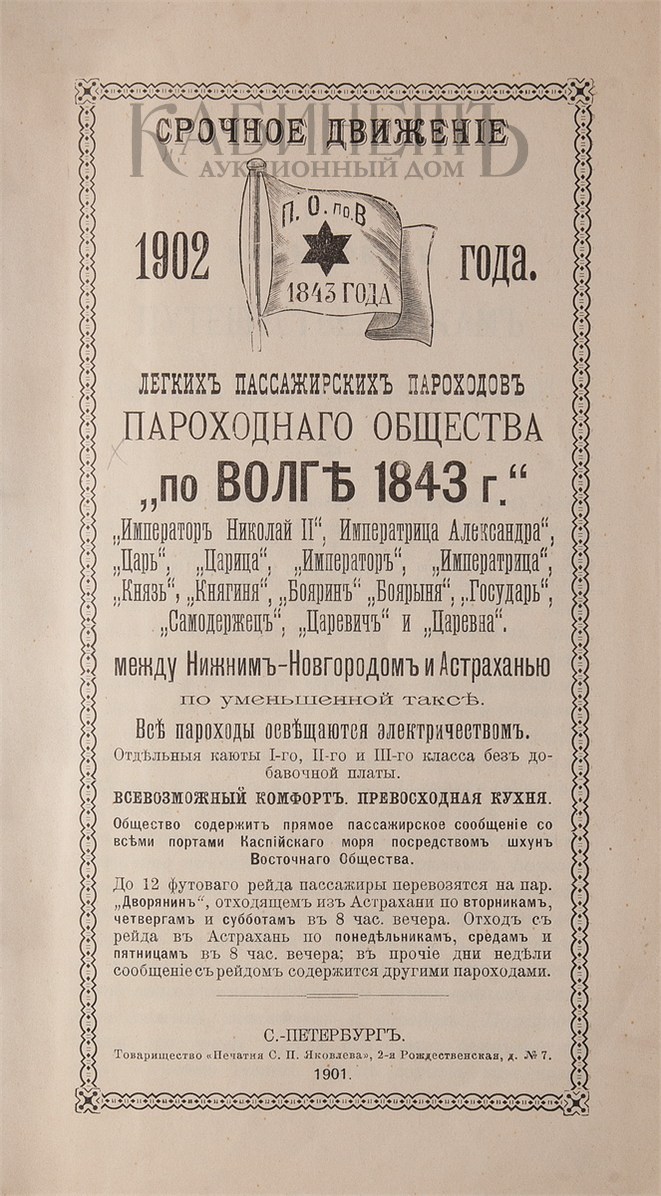 КАБИНЕТЪ
СРОЧНОЕ ДВИЖЕНІЕ
АУКЦИОННЫЙ ДОМ
П. О. по. В
1902 года.
1843 ГОДА
ЛЕГКИХЪ ПАССАЖИРСКИХЪ ПАРОХОДОВЪ
ПАРОХОДНАГО ОБЩЕСТВА
„по ВОЛГѢ 1843 г.“
„Императоръ Николай II“, Императрица Александра“,
„Царь“, „Царица“, „Императоръ“, „Императрица“,
„Князь“, „Княгиня“, „Бояринъ“ „Боярыня“, „Государь“,
„Самодержецъ“, „Царевичъ“ и „Царевна“.
между Нижнимъ-Новгородомъ и Астраханью
по уменьшенной таксѣ.
Всѣ пароходы освѣщаются электричествомъ.
Отдѣльныя каюты I-го, II-го и III-го класса безъ до-
бавочной платы.
ВСЕВОЗМОЖНЫЙ КОМФОРТЪ. ПРЕВОСХОДНАЯ КУХНЯ.
Общество содержитъ прямое пассажирское сообщеніе со
всѣми портами Каспійскаго моря посредствомъ шхунъ
Восточнаго Общества.
До 12 футоваго рейда пассажиры перевозятся на пар.
„Дворянинъ“, отходящемъ изъ Астрахани по вторникамъ,
четвергамъ и субботамъ въ 8 час. вечера. Отходъ съ
рейда въ Астрахань по понедѣльникамъ, средамъ и
пятницамъ въ 8 час. вечера; въ прочіе дни недѣли
сообщеніе съ рейдомъ содержится другими пароходами.
С.-ПЕТЕРБУРГЪ.
Товарищество «Печатня С. П. Яковлева», 2-я Рождественская, д. № 7.
1901.